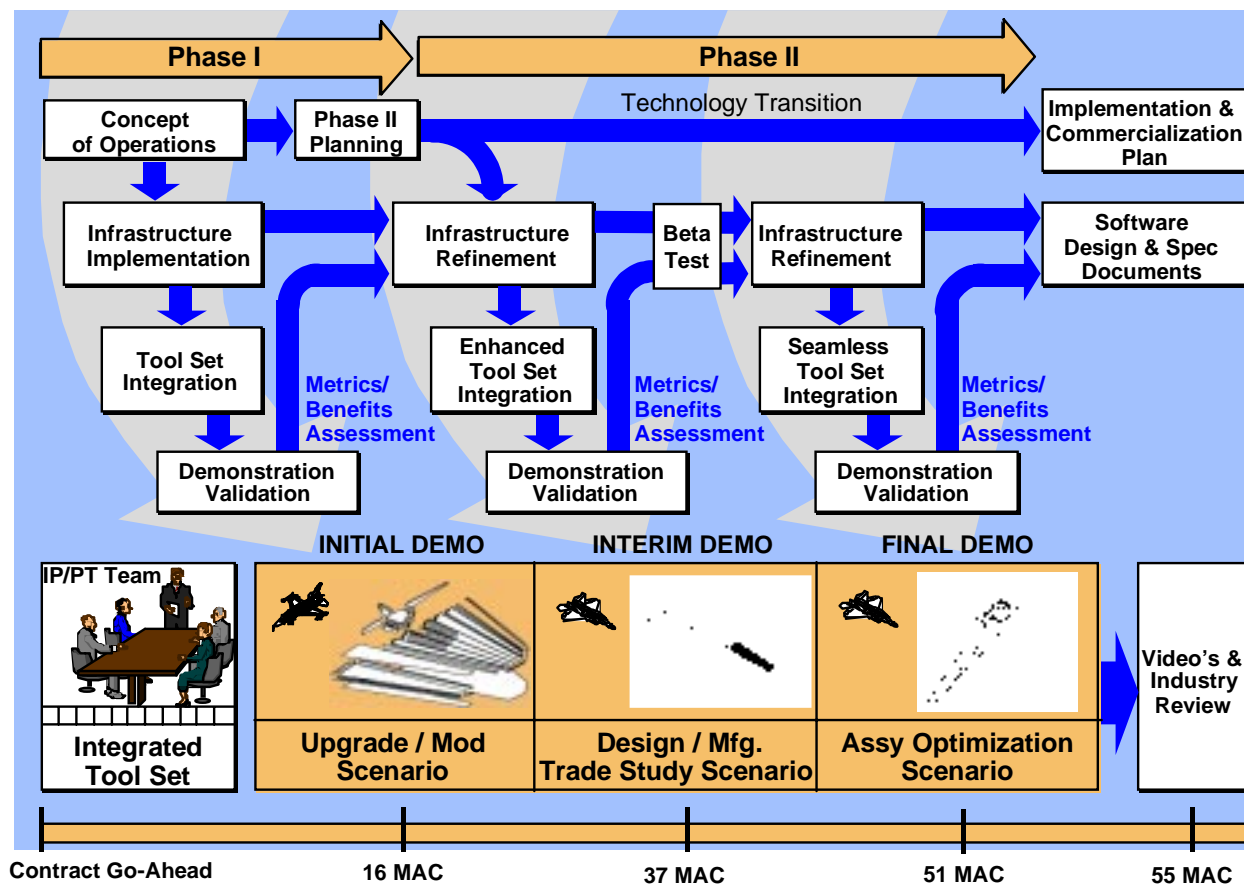 Phase I
Phase II
Technology Transition
Concept
of Operations
Phase II
Planning
Implementation &
Commercialization
Plan
Infrastructure
Implementation
Infrastructure
Refinement
Beta
Test
Infrastructure
Refinement
Software
Design & Spec
Documents
Tool Set
Integration
Metrics/
Benefits
Assessment
Enhanced
Tool Set
Integration
Metrics/
Benefits
Assessment
Seamless
Tool Set
Integration
Metrics/
Benefits
Assessment
Demonstration
Validation
Demonstration
Validation
Demonstration
Validation
INITIAL DEMO
INTERIM DEMO
FINAL DEMO
IP/PT Team
Video's &
Industry
Review
Integrated
Tool Set
Upgrade / Mod
Scenario
Design / Mfg.
Trade Study Scenario
Assy Optimization
Scenario
Contract Go-Ahead
16 MAC
37 MAC
51 MAC
55 MAC